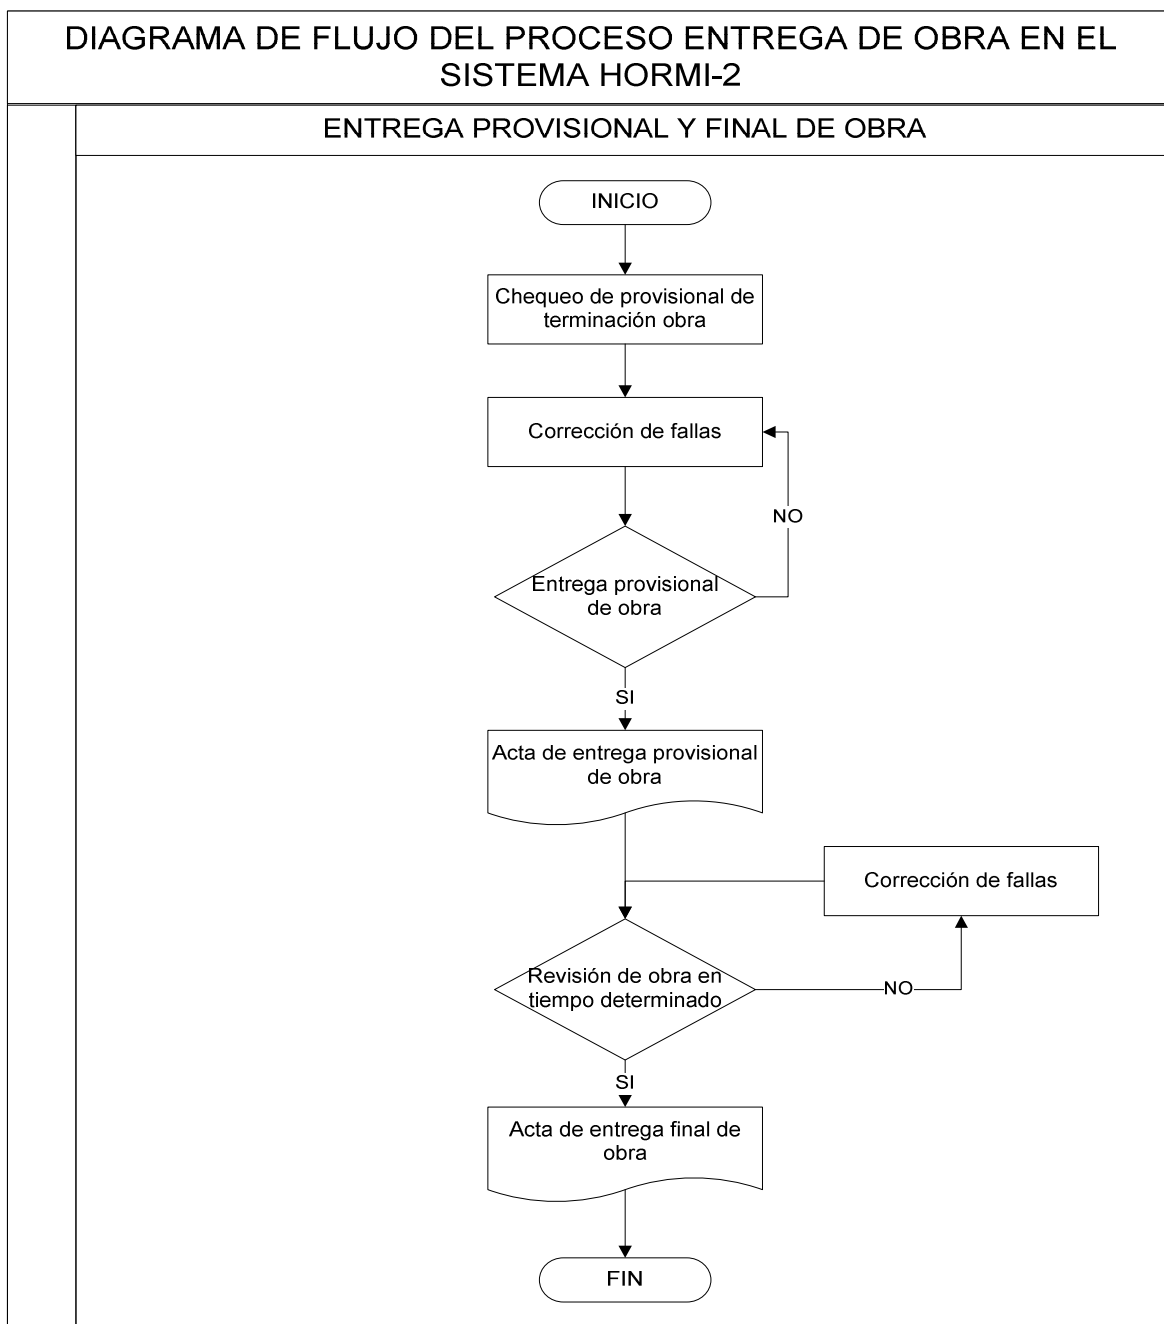 DIAGRAMA DE FLUJO DEL PROCESO ENTREGA DE OBRA EN EL
SISTEMA HORMI-2
ENTREGA PROVISIONAL Y FINAL DE OBRA
INICIO
Chequeo de provisional de
terminación obra
Corrección de fallas
NO
Entrega provisional
de obra
SI
Acta de entrega provisional
de obra
Corrección de fallas
Revisión de obra en
tiempo determinado
NO
SI
Acta de entrega final de
obra
FIN